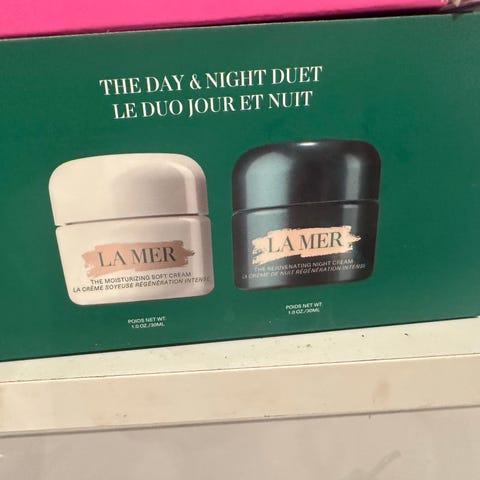 THE DAY & NIGHT DUET
LE DUO JOUR ET NUIT
LA MER
THE MOISTURIZING SOFT CREAM
LA CRÈME SOYEUSE RÉGÉNÉRATION INTENSE
POIDS NET WT.
1.0 OZ./30ML
LA MER
THE REJUVENATING NIGHT CREAM
LA CRÈME DE NUIT RÉGÉNÉRATION INTENSE
POIDS NET WT.
1.0 OZ./30ML